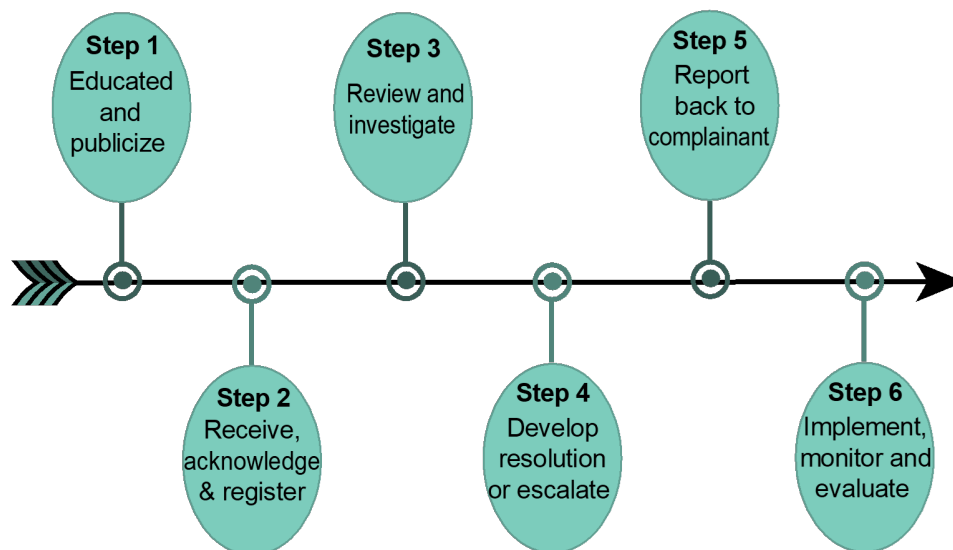 Step 1
Educated
and
publicize
Step 2
Receive,
acknowledge
& register
Step 3
Review and
investigate
Step 4
Develop
resolution
or escalate
Step 5
Report
back to
complainant
Step 6
Implement,
monitor and
evaluate